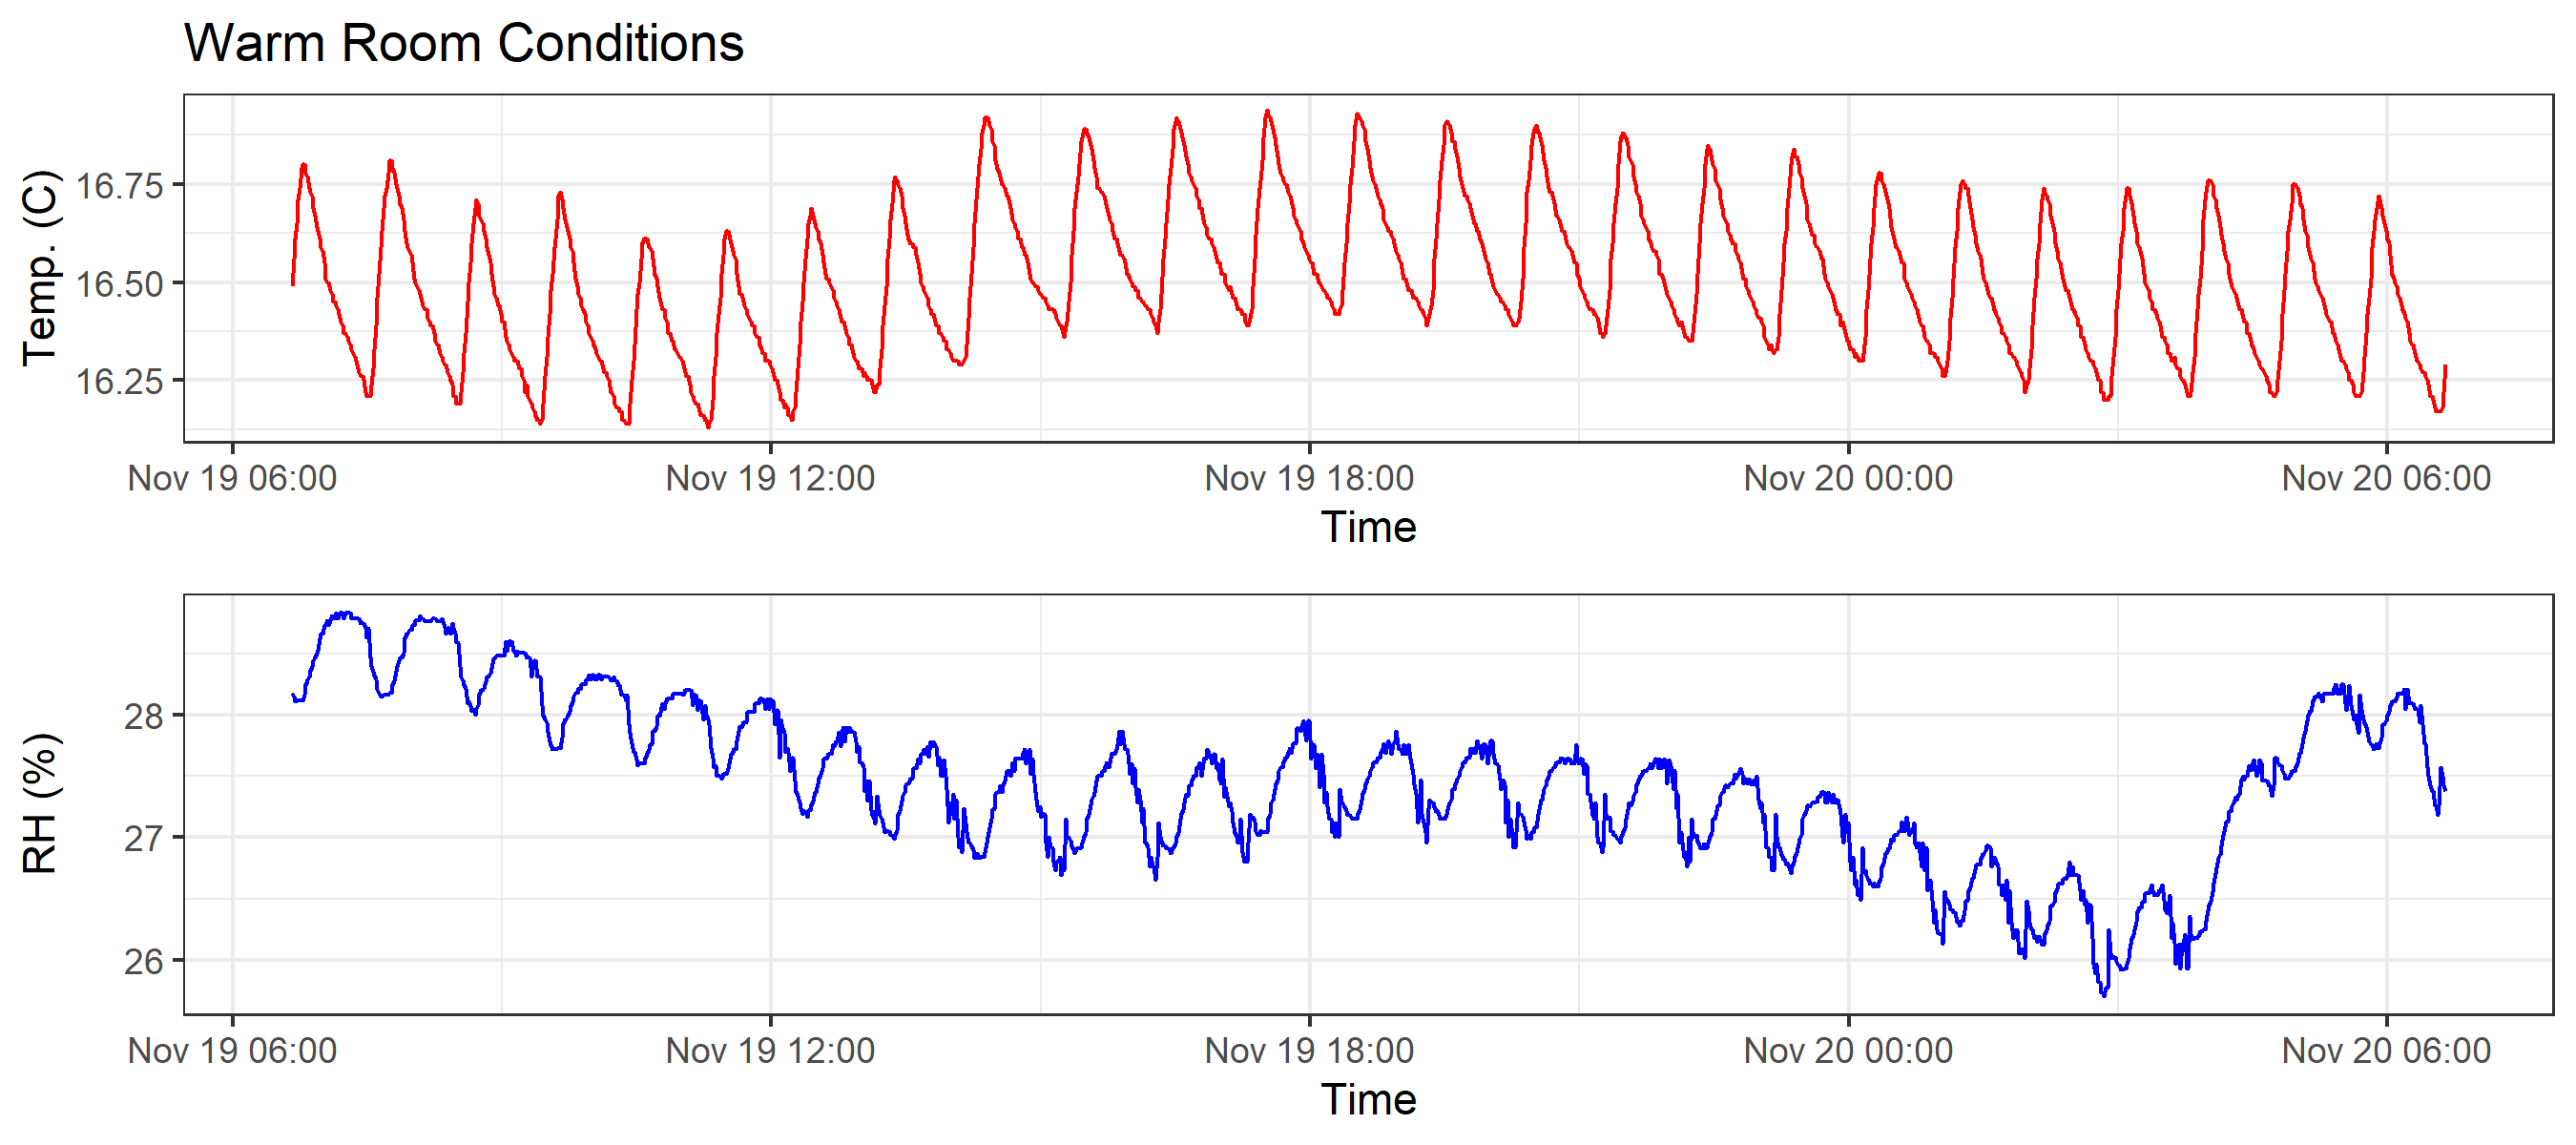 Warm Room Conditions
Temp. (C)
16.75
16.50
16.25
Nov 19 06:00 Nov 19 12:00 Nov 19 18:00 Nov 20 00:00 Nov 20 06:00
Time
RH (%)
28
27
26
Nov 19 06:00 Nov 19 12:00 Nov 19 18:00 Nov 20 00:00 Nov 20 06:00
Time